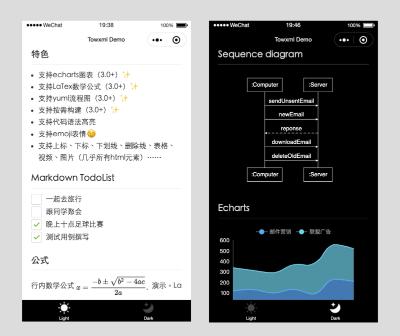 WeChat
19:38
100%
Towxml Demo
特色
支持echarts图表（3.0+）✨
支持LaTex数学公式（3.0+）✨
支持yuml流程图（3.0+）✨
支持按需构建（3.0+）✨
支持代码语法高亮
支持emoji表情😊
支持上标、下标、下划线、删除线、表格、
视频、图片（几乎所有html元素）……
Markdown TodoList
一起去旅行
跟同学聚会
晚上十点足球比赛
测试用例撰写
公式
行内数学公式 x = (−b ± √(b² − 4ac)) / 2a，演示，La
Light
Dark
WeChat
19:46
100%
Towxml Demo
Sequence diagram
:Computer
:Server
sendUnsentEmail
newEmail
reponse
downloadEmail
deleteOldEmail
:Computer
:Server
Echarts
邮件营销
联盟广告
600
500
400
300
200
100
Light
Dark